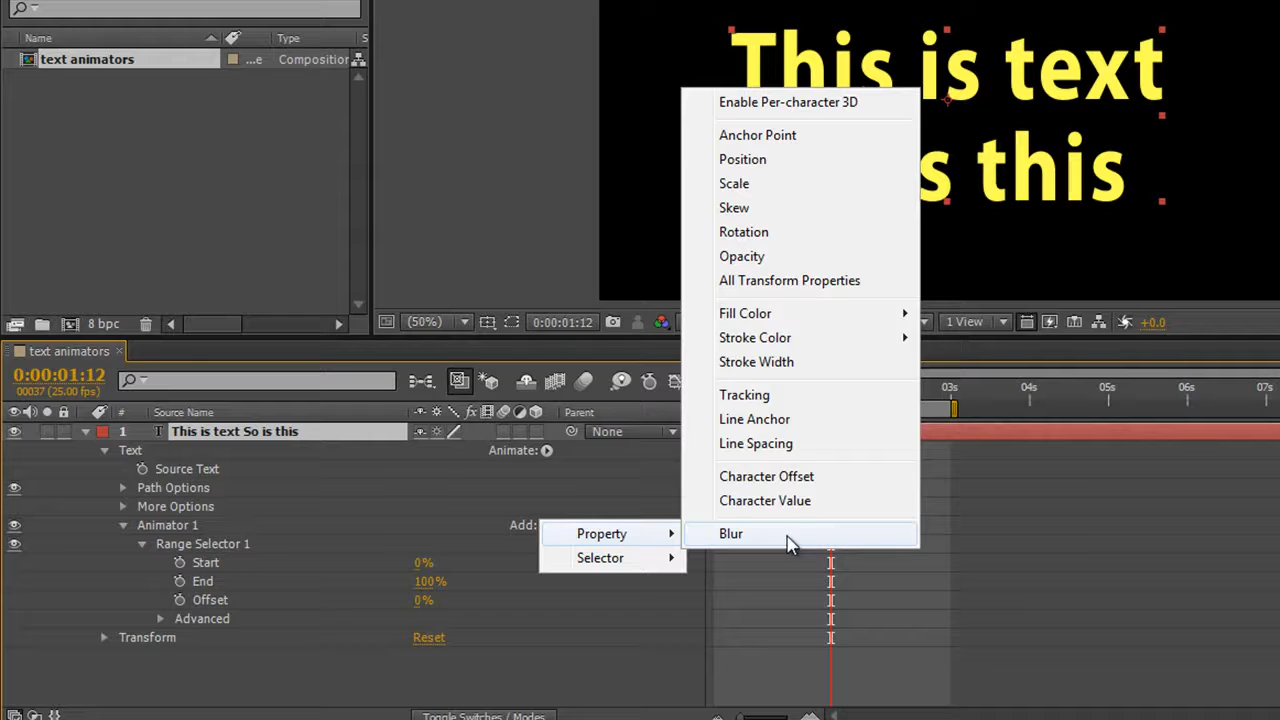 Name
Type
S
text animators
...e
Compositior
8 bpc
This is text
s this
(50%)
0:00:01:12
1 View
+0.0
Enable Per-character 3D
Anchor Point
Position
Scale
Skew
Rotation
Opacity
All Transform Properties
Fill Color
Stroke Color
Stroke Width
Tracking
Line Anchor
Line Spacing
Character Offset
Character Value
Blur
Property
Selector
text animators ×
0:00:01:12
00037 (25.00 fps)
03s
04s
05s
06s
07s
#
Source Name
Parent
1
T
This is text So is this
None
Text
Animate:
Source Text
Path Options
More Options
Animator 1
Add:
Range Selector 1
Start
0%
End
100%
Offset
0%
Advanced
Transform
Reset
Toggle Switches / Modes